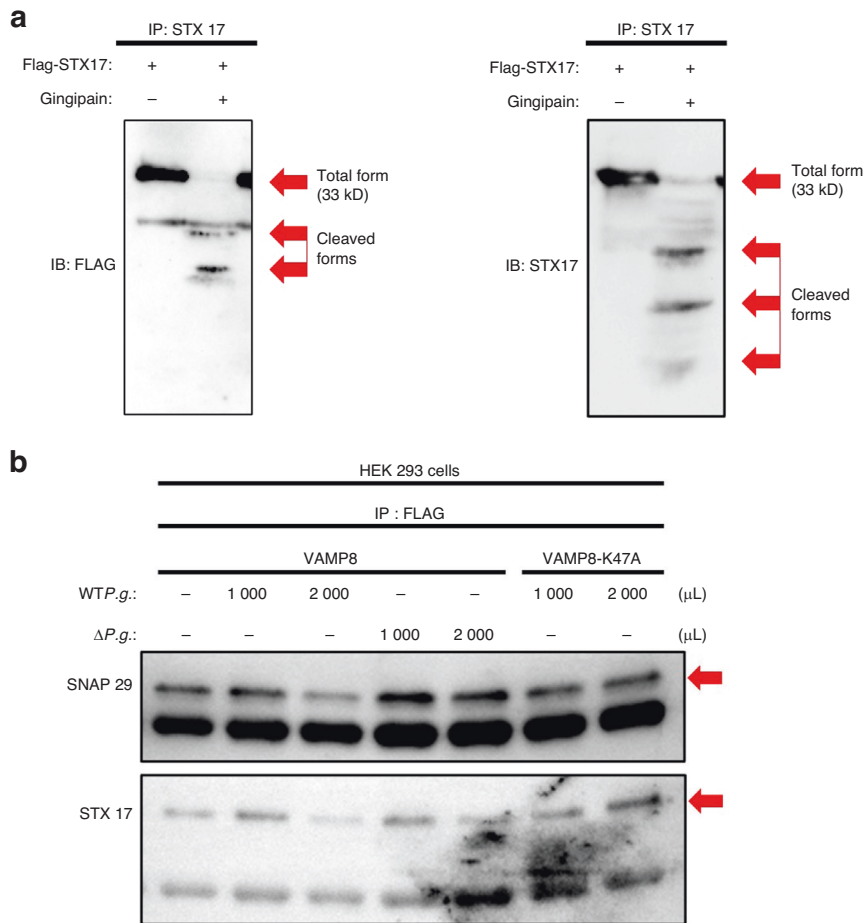 a
IP: STX 17
Flag-STX17: + +
Gingipain: – +
Total form
(33 kD)
IB: FLAG
Cleaved
forms
IP: STX 17
Flag-STX17: + +
Gingipain: – +
Total form
(33 kD)
IB: STX17
Cleaved
forms
b
HEK 293 cells
IP : FLAG
VAMP8 VAMP8-K47A
WTP.g.: – 1 000 2 000 – – 1 000 2 000 (μL)
ΔP.g.: – – – 1 000 2 000 – – (μL)
SNAP 29
STX 17